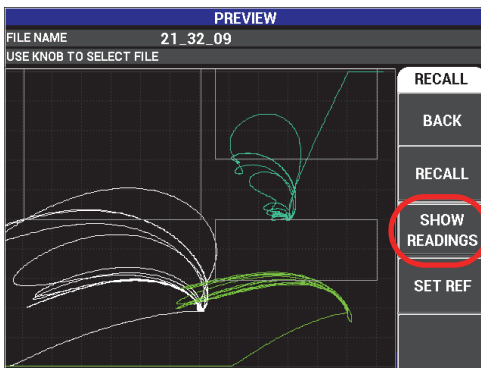 PREVIEW
FILE NAME 21_32_09
USE KNOB TO SELECT FILE
RECALL
BACK
RECALL
SHOW
READINGS
SET REF